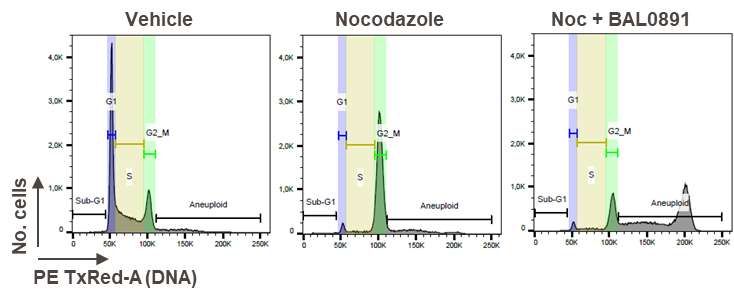 Vehicle
Nocodazole
Noc + BAL0891
No. cells
PE TxRed-A (DNA)
4,0K
3,0K
2,0K
1,0K
0
G1
G2_M
S
Sub-G1
Aneuploid
0
50K
100K
150K
200K
250K
4,0K
3,0K
2,0K
1,0K
0
G1
G2_M
S
Sub-G1
Aneuploid
0
50K
100K
150K
200K
250K
4,0K
3,0K
2,0K
1,0K
0
G1
G2_M
S
Sub-G1
Aneuploid
0
50K
100K
150K
200K
250K